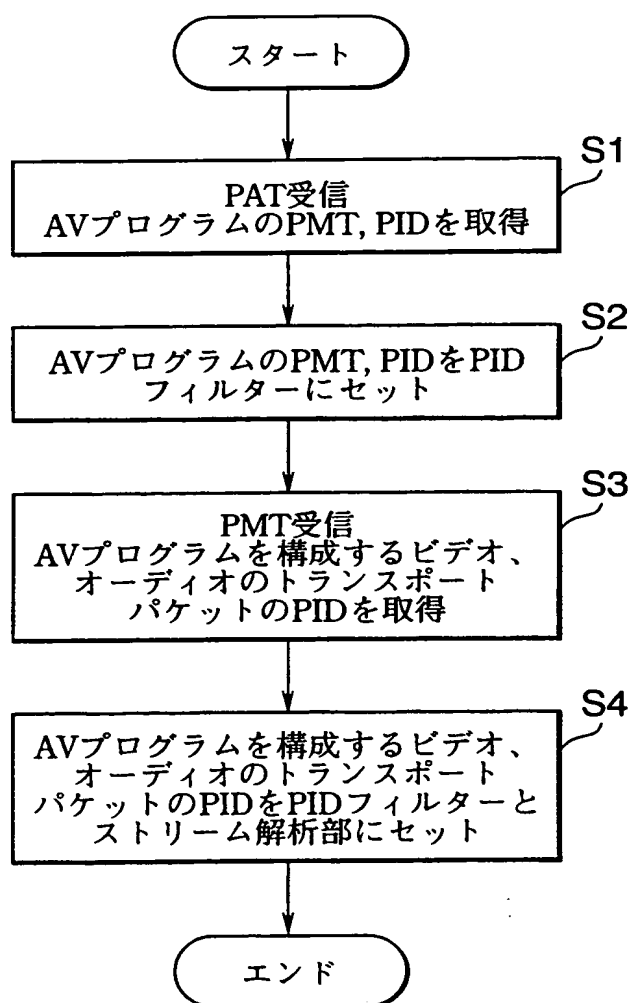 スタート
S1
PAT受信
AVプログラムのPMT, PIDを取得
S2
AVプログラムのPMT, PIDをPID
フィルターにセット
S3
PMT受信
AVプログラムを構成するビデオ、
オーディオのトランスポート
パケットのPIDを取得
S4
AVプログラムを構成するビデオ、
オーディオのトランスポート
パケットのPIDをPIDフィルターと
ストリーム解析部にセット
エンド